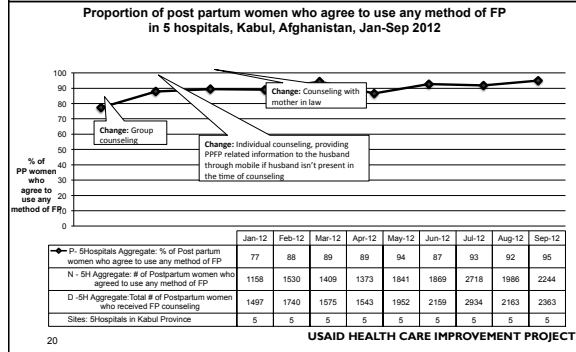 Proportion of post partum women who agree to use any method of FP
in 5 hospitals, Kabul, Afghanistan, Jan-Sep 2012
100
90
80
70
60
50
40
30
20
10
0
% of
PP women
who
agree to
use any
method of FP
Change: Group
counseling
Change: Counseling with
mother in law
Change: Individual counseling, providing
PPFP related information to the husband
through mobile if husband isn't present in
the time of counseling
Jan-12 Feb-12 Mar-12 Apr-12 May-12 Jun-12 Jul-12 Aug-12 Sep-12
P- 5Hospitals Aggregate: % of Post partum
women who agree to use any method of FP
77 88 89 89 94 87 93 92 95
N - 5H Aggregate: # of Postpartum women who
agreed to use any method of FP
1158 1530 1409 1373 1841 1869 2718 1986 2244
D -5H Aggregate:Total # of Postpartum women
who received FP counseling
1497 1740 1575 1543 1952 2159 2934 2163 2363
Sites: 5Hospitals in Kabul Province 5 5 5 5 5 5 5 5 5
20
USAID HEALTH CARE IMPROVEMENT PROJECT